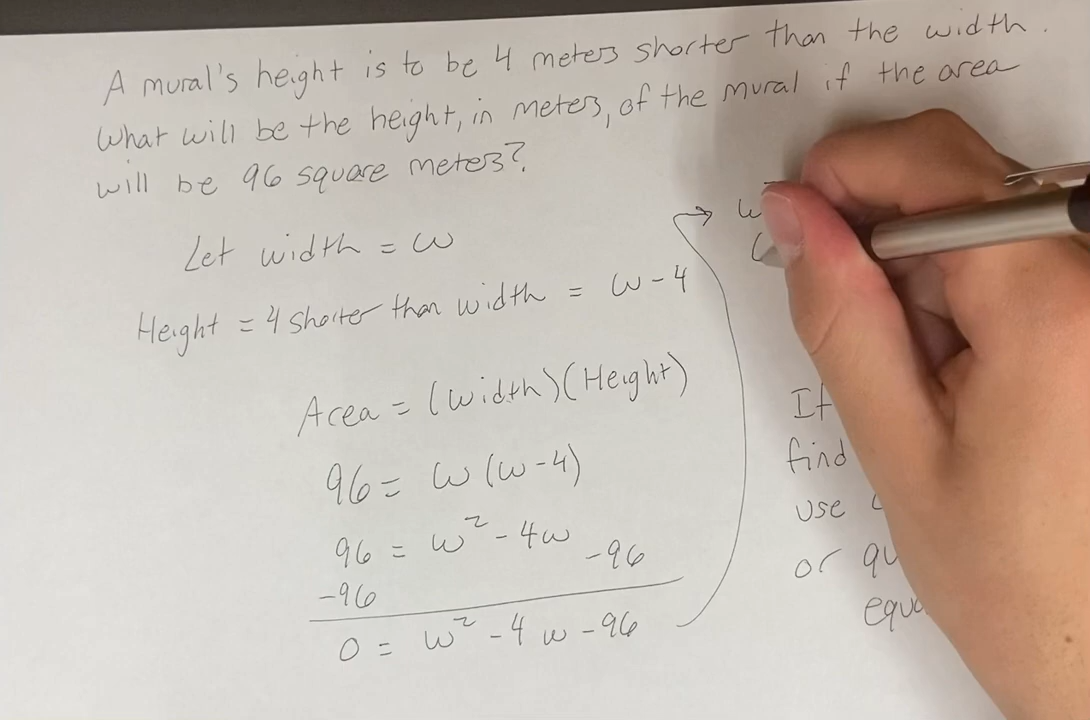 A mural's height is to be 4 meters shorter than the width.
What will be the height, in meters, of the mural if the area
will be 96 square meters?
Let width = w
Height = 4 shorter than width = w - 4
Area = (width)(Height)
96 = w (w - 4)
96 = w² - 4w
-96 -96
0 = w² - 4w - 96
w
(
If
find
use
or